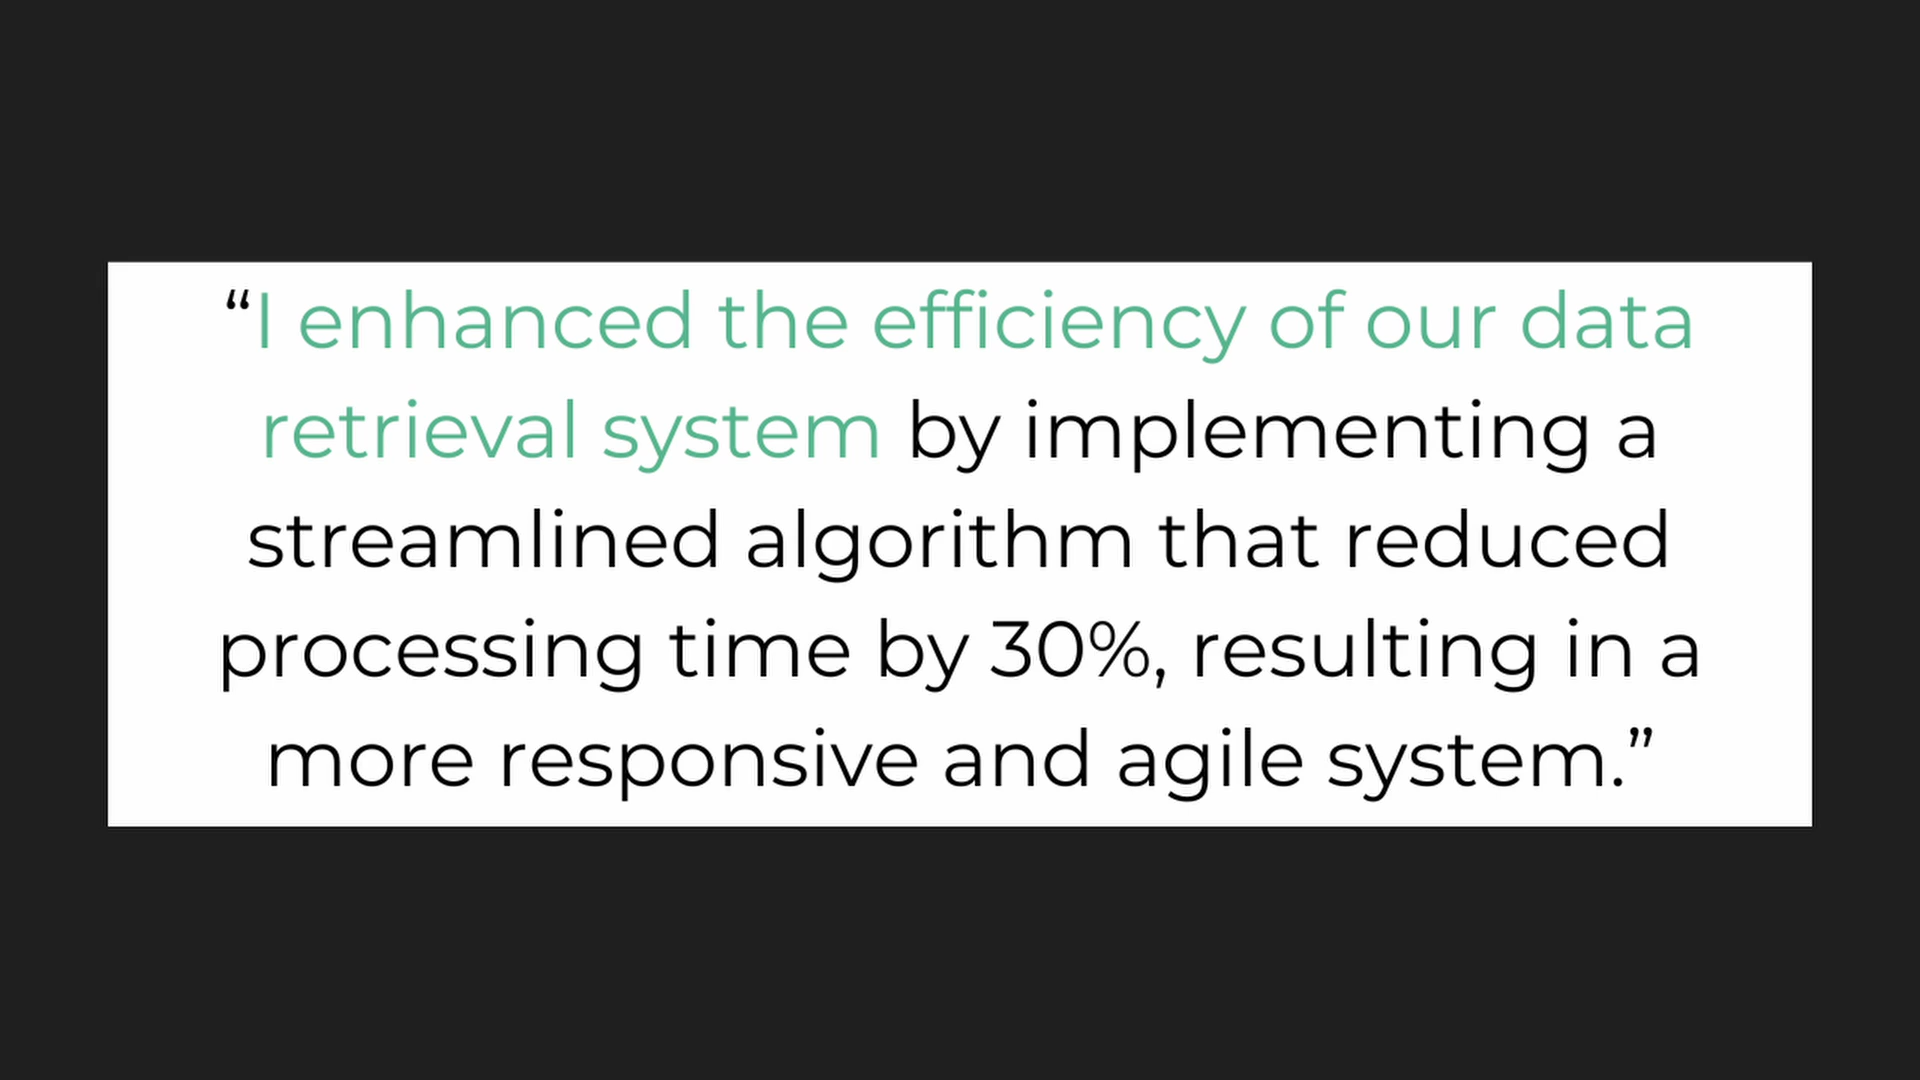 “I enhanced the efficiency of our data
retrieval system by implementing a
streamlined algorithm that reduced
processing time by 30%, resulting in a
more responsive and agile system.”